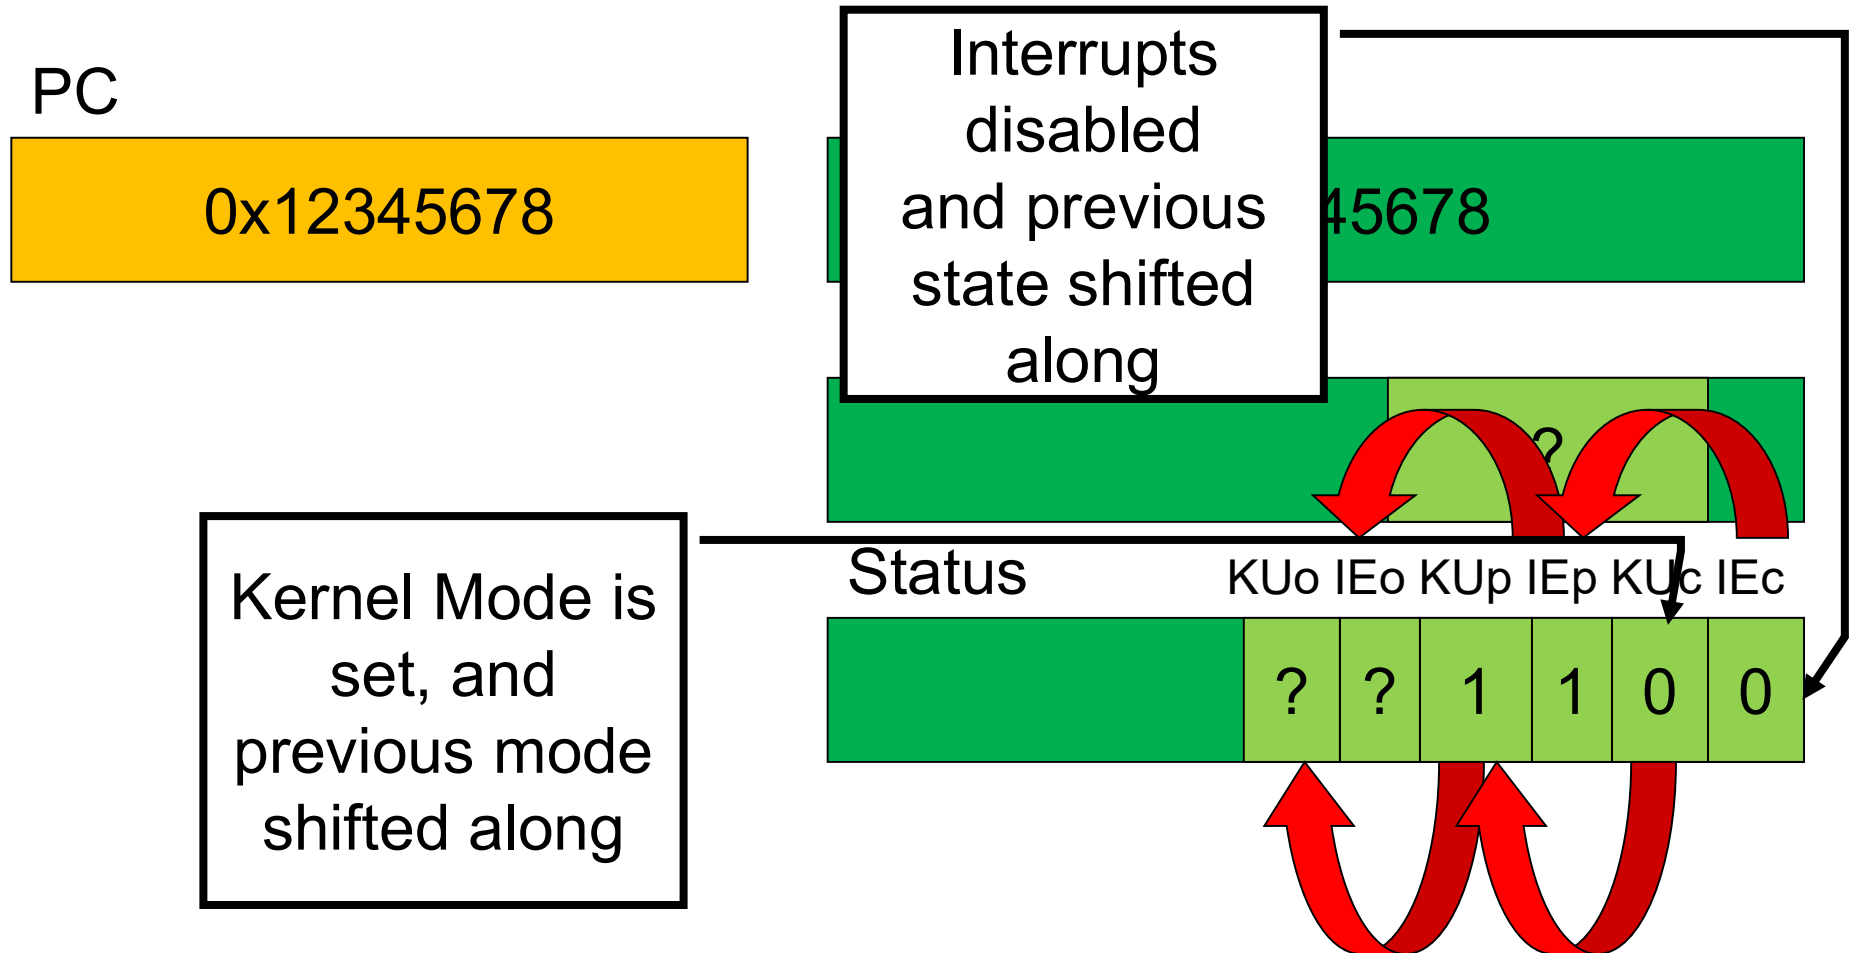 PC
0x12345678
Interrupts
disabled
and previous
state shifted
along
45678
?
Kernel Mode is
set, and
previous mode
shifted along
Status
KUo IEo KUp IEp KUc IEc
? ? 1 1 0 0